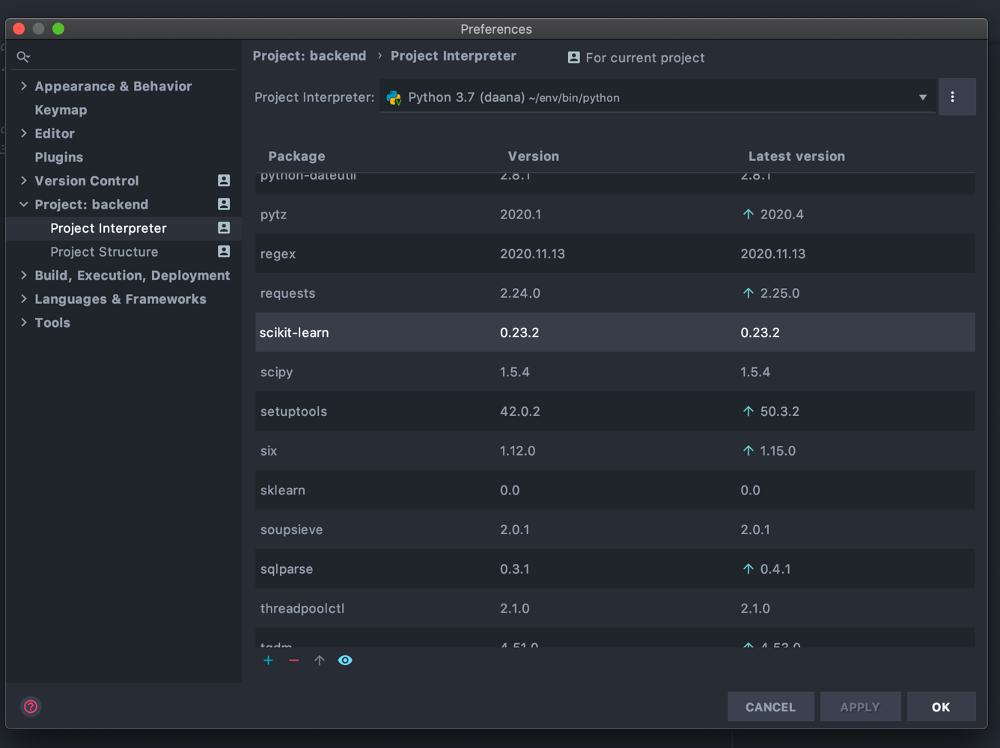 Preferences
Project: backend › Project Interpreter For current project
Project Interpreter: Python 3.7 (daana) ~/env/bin/python
Appearance & Behavior
Keymap
Editor
Plugins
Version Control
Project: backend
Project Interpreter
Project Structure
Build, Execution, Deployment
Languages & Frameworks
Tools
Package Version Latest version
python-dateutil 2.8.1 2.8.1
pytz 2020.1 2020.4
regex 2020.11.13 2020.11.13
requests 2.24.0 2.25.0
scikit-learn 0.23.2 0.23.2
scipy 1.5.4 1.5.4
setuptools 42.0.2 50.3.2
six 1.12.0 1.15.0
sklearn 0.0 0.0
soupsieve 2.0.1 2.0.1
sqlparse 0.3.1 0.4.1
threadpoolctl 2.1.0 2.1.0
tqdm 4.51.0 4.53.0
CANCEL APPLY OK